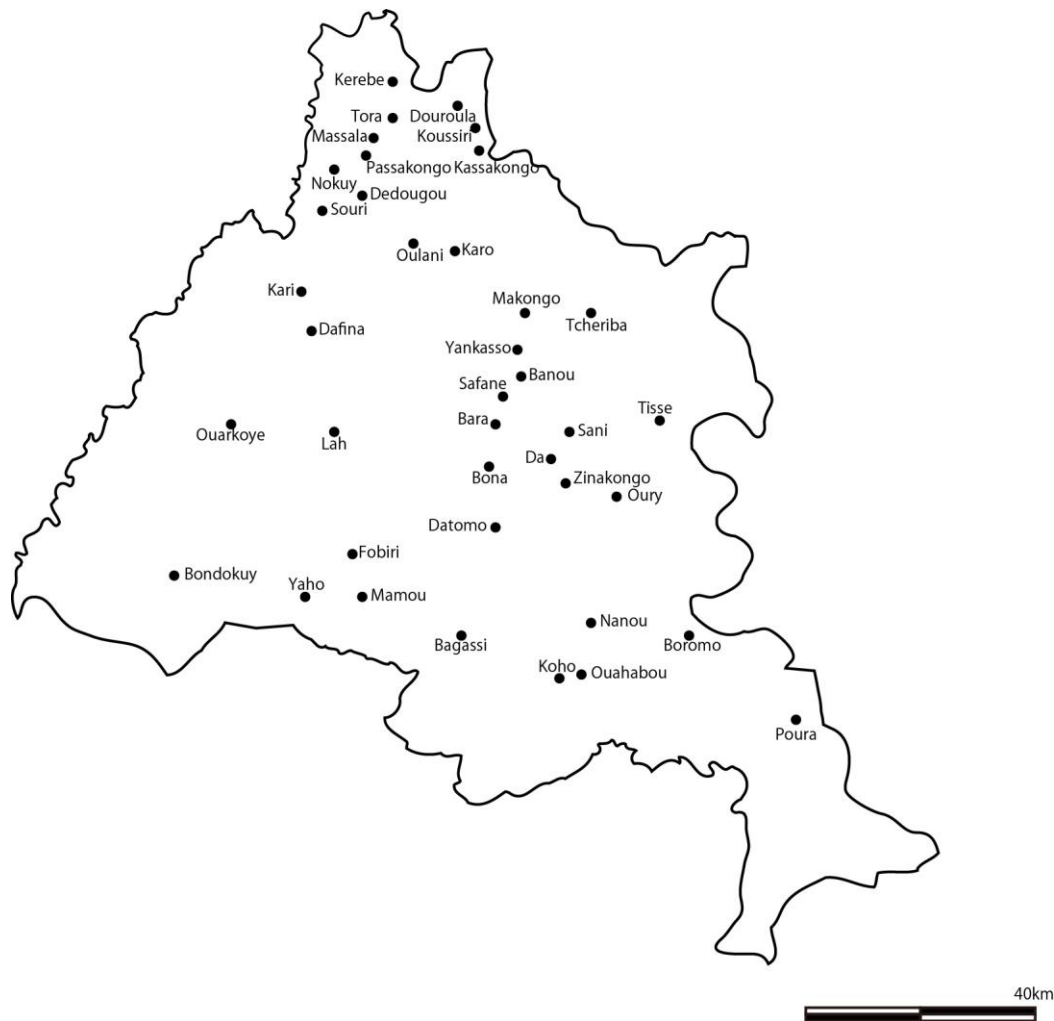 Kerebe
Tora
Douroula
Koussiri
Massala
Passakongo
Kassakongo
Nokuy
Dedougou
Souri
Oulani
Karo
Kari
Makongo
Tcheriba
Dafina
Yankasso
Banou
Safane
Tisse
Bara
Ouarkoye
Lah
Sani
Da
Bona
Zinakongo
Oury
Datomo
Fobiri
Bondokuy
Yaho
Mamou
Nanou
Bagassi
Boromo
Koho
Ouahabou
Poura
40km